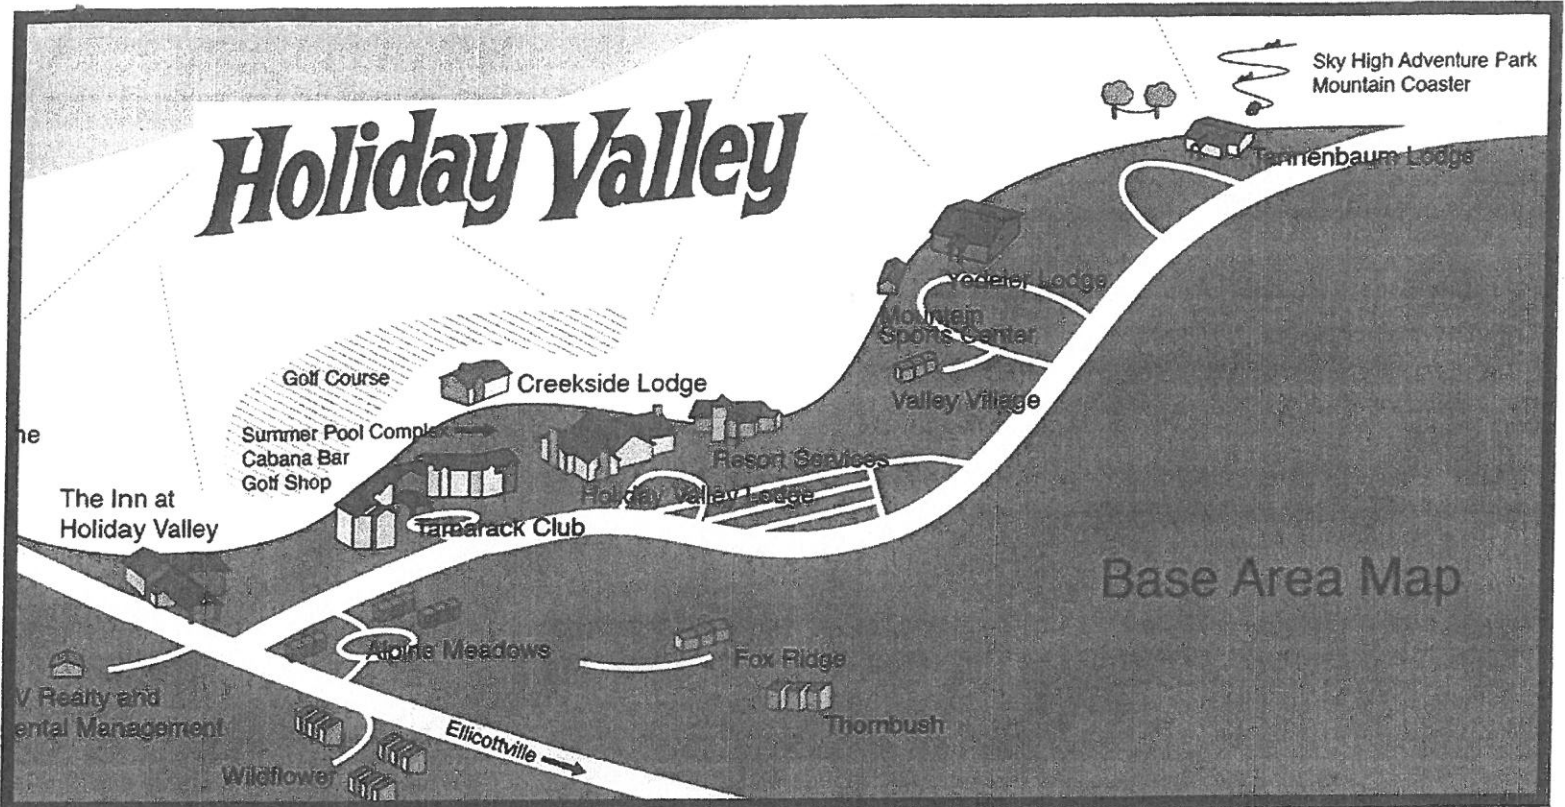 Holiday Valley
Sky High Adventure Park
Mountain Coaster
Tannenbaum Lodge
Yodeler Lodge
Mountain
Sports Center
Valley Village
Golf Course
Creekside Lodge
Summer Pool Complex
Cabana Bar
Golf Shop
Resort Services
Holiday Valley Lodge
ne
The Inn at
Holiday Valley
Tamarack Club
Base Area Map
Alpine Meadows
Fox Ridge
V Realty and
ental Management
Thornbush
Ellicottville
Wildflower